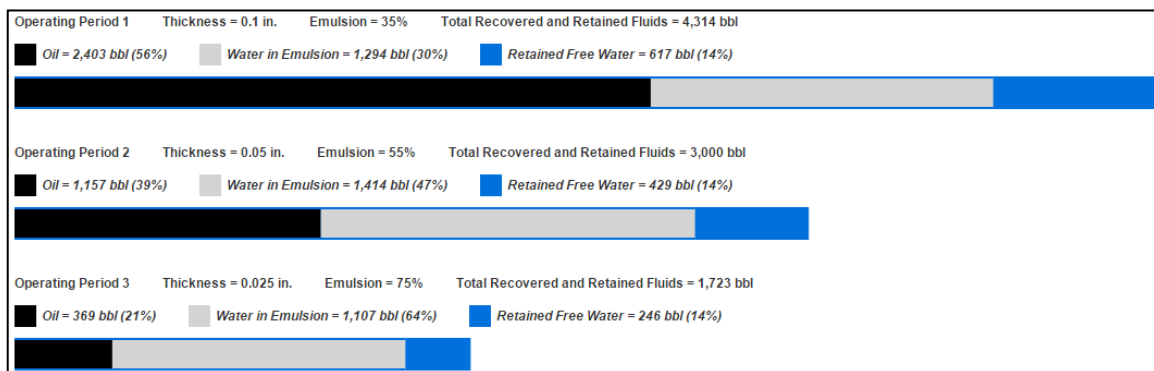 Operating Period 1 Thickness = 0.1 in. Emulsion = 35% Total Recovered and Retained Fluids = 4,314 bbl
Oil = 2,403 bbl (56%) Water in Emulsion = 1,294 bbl (30%) Retained Free Water = 617 bbl (14%)
Operating Period 2 Thickness = 0.05 in. Emulsion = 55% Total Recovered and Retained Fluids = 3,000 bbl
Oil = 1,157 bbl (39%) Water in Emulsion = 1,414 bbl (47%) Retained Free Water = 429 bbl (14%)
Operating Period 3 Thickness = 0.025 in. Emulsion = 75% Total Recovered and Retained Fluids = 1,723 bbl
Oil = 369 bbl (21%) Water in Emulsion = 1,107 bbl (64%) Retained Free Water = 246 bbl (14%)